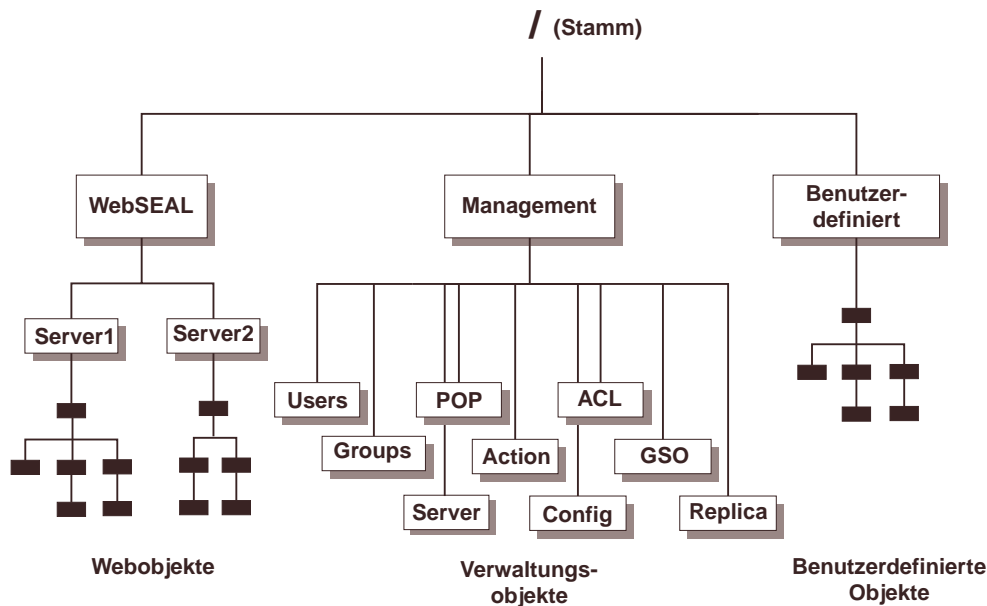 / (Stamm)
WebSEAL
Management
Benutzer-
definiert
Server1
Server2
Users
POP
ACL
Groups
Action
GSO
Server
Config
Replica
Webobjekte
Verwaltungs-
objekte
Benutzerdefinierte
Objekte